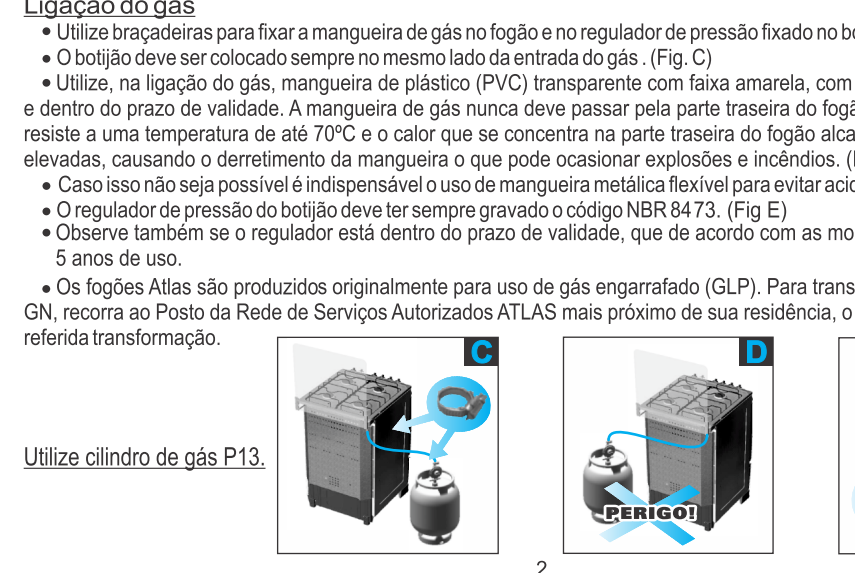 Ligação do gás
• Utilize braçadeiras para fixar a mangueira de gás no fogão e no regulador de pressão fixado no
• O botijão deve ser colocado sempre no mesmo lado da entrada do gás . (Fig. C)
• Utilize, na ligação do gás, mangueira de plástico (PVC) transparente com faixa amarela, com
e dentro do prazo de validade. A mangueira de gás nunca deve passar pela parte traseira do
resiste a uma temperatura de até 70ºC e o calor que se concentra na parte traseira do fogão
elevadas, causando o derretimento da mangueira o que pode ocasionar explosões e incêndios.
• Caso isso não seja possível é indispensável o uso de mangueira metálica flexível para evitar
• O regulador de pressão do botijão deve ter sempre gravado o código NBR 8473. (Fig E)
• Observe também se o regulador está dentro do prazo de validade, que de acordo com as
5 anos de uso.
• Os fogões Atlas são produzidos originalmente para uso de gás engarrafado (GLP). Para
GN, recorra ao Posto da Rede de Serviços Autorizados ATLAS mais próximo de sua residência, o
referida transformação.
C
D
Utilize cilindro de gás P13.
PERIGO!
2